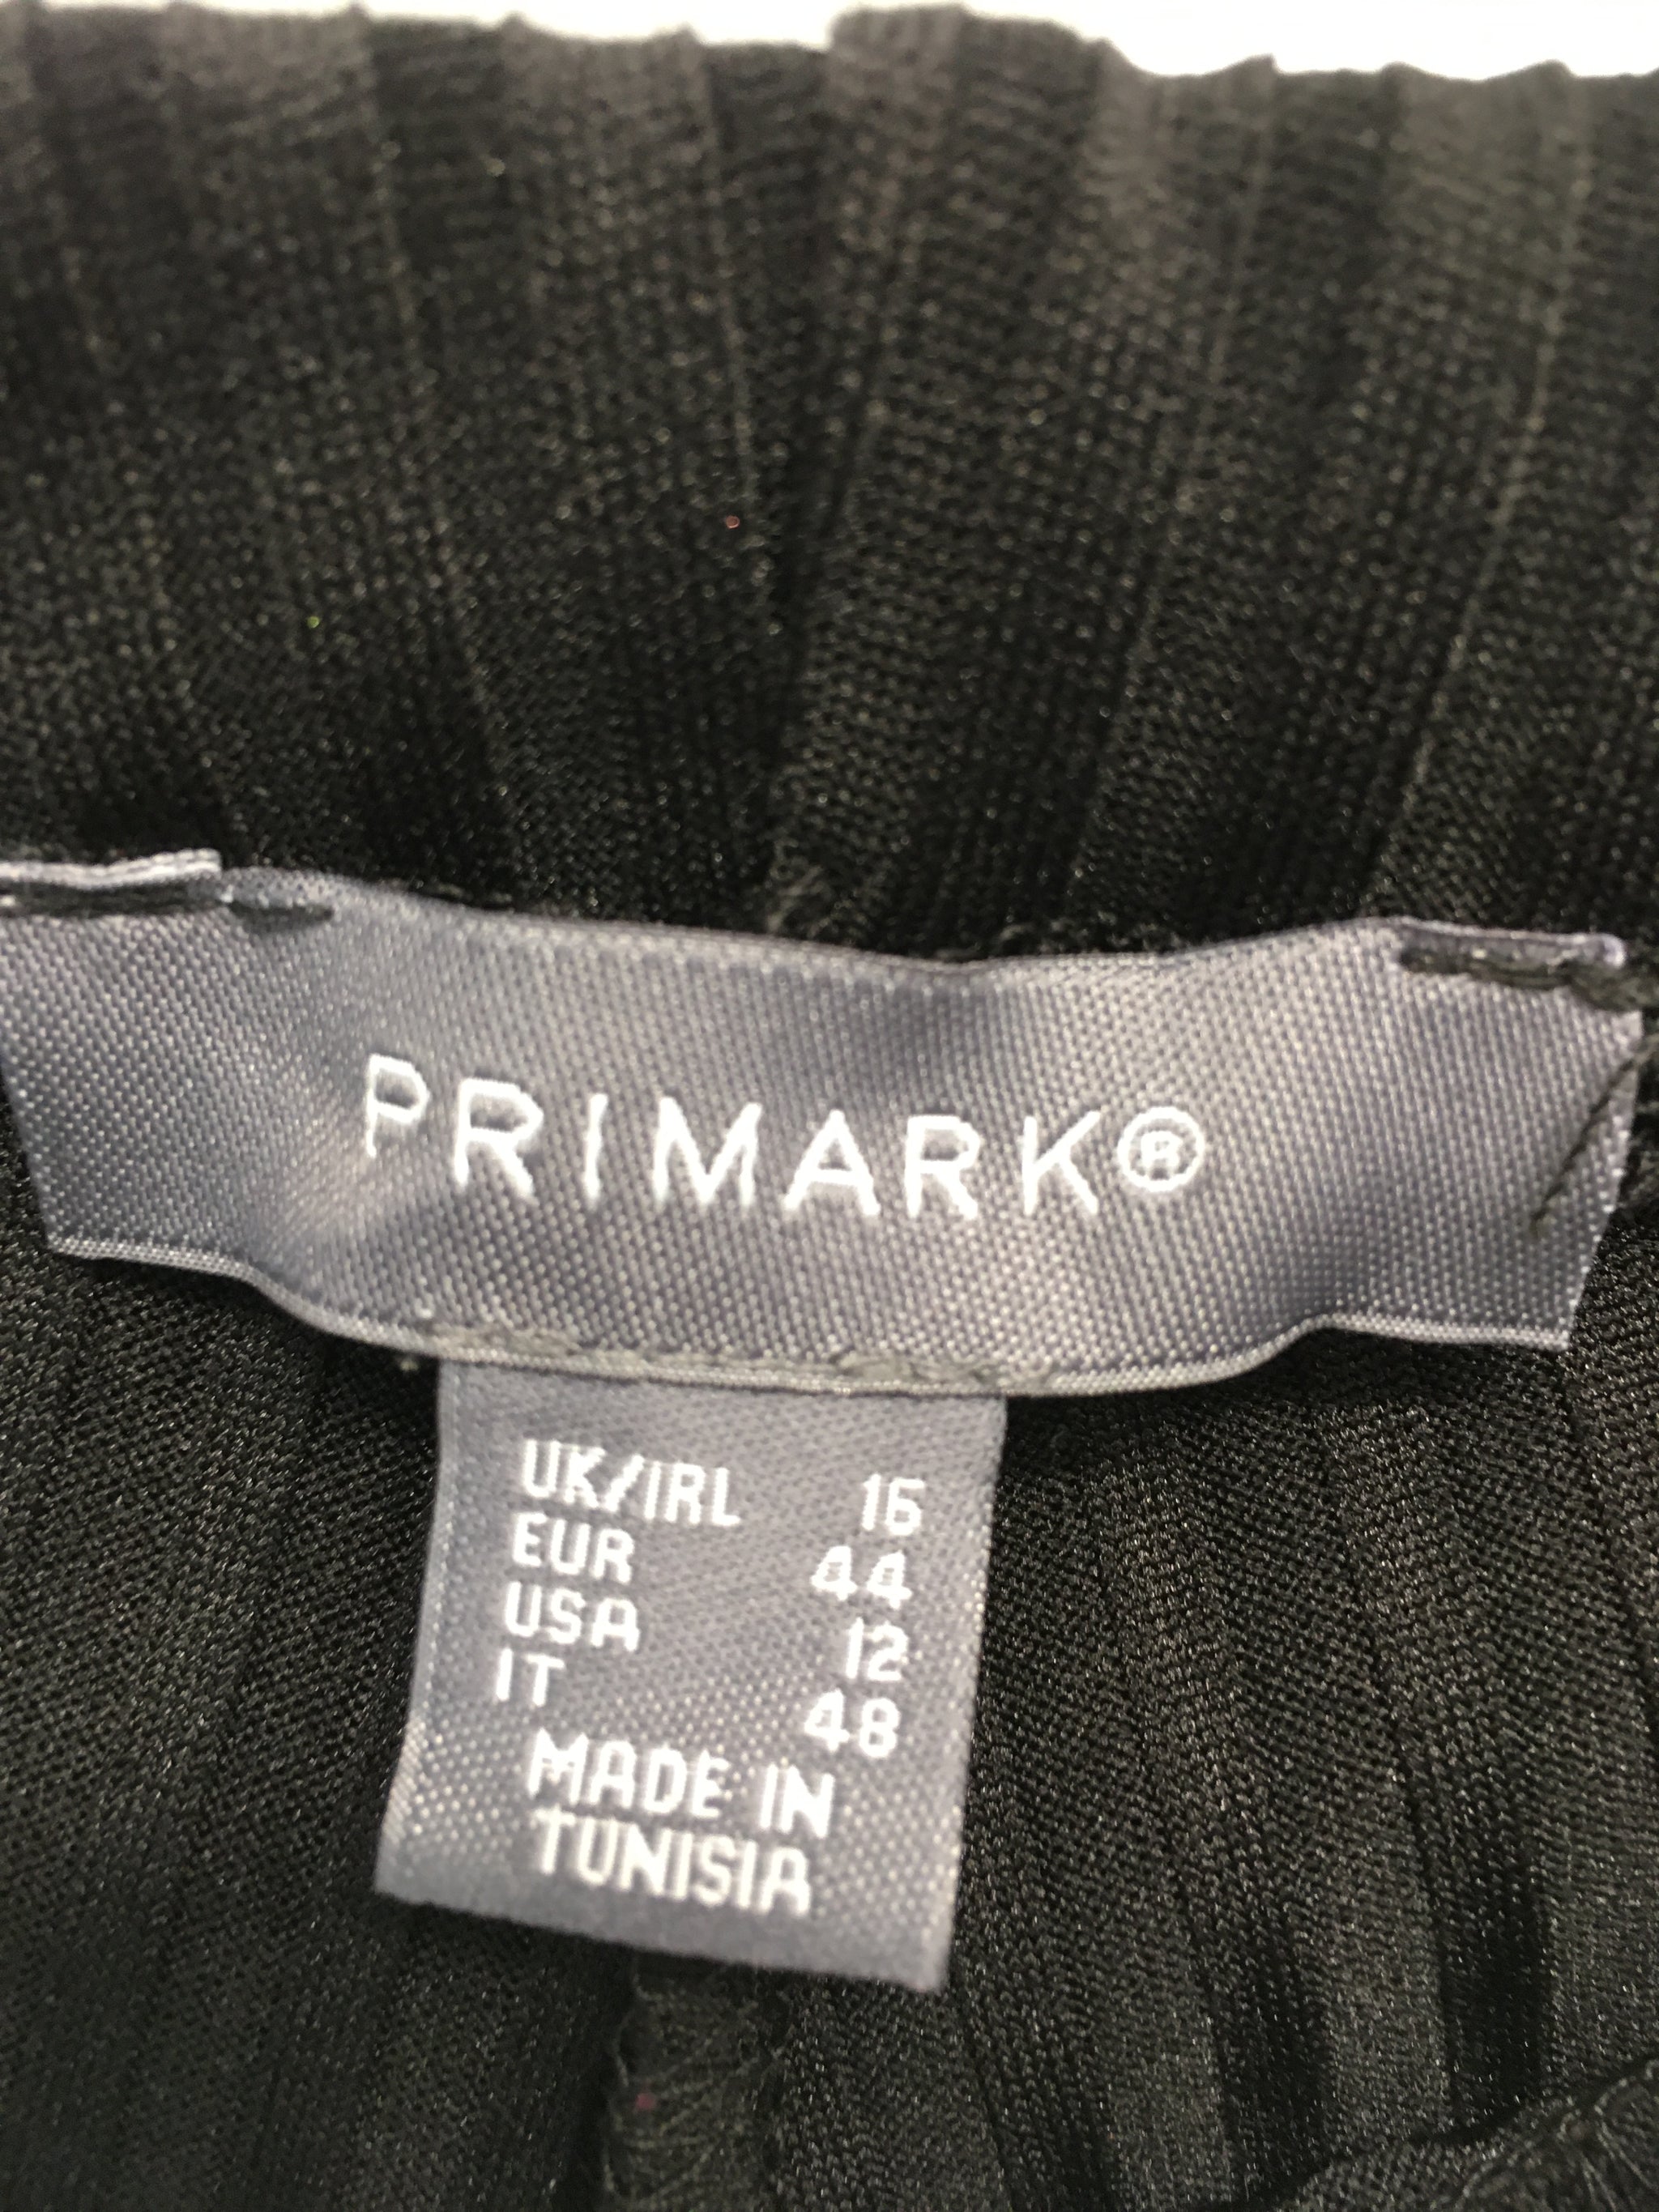 PRIMARK®
UK/IRL 16
EUR 44
USA 12
IT 48
MADE IN
TUNISIA